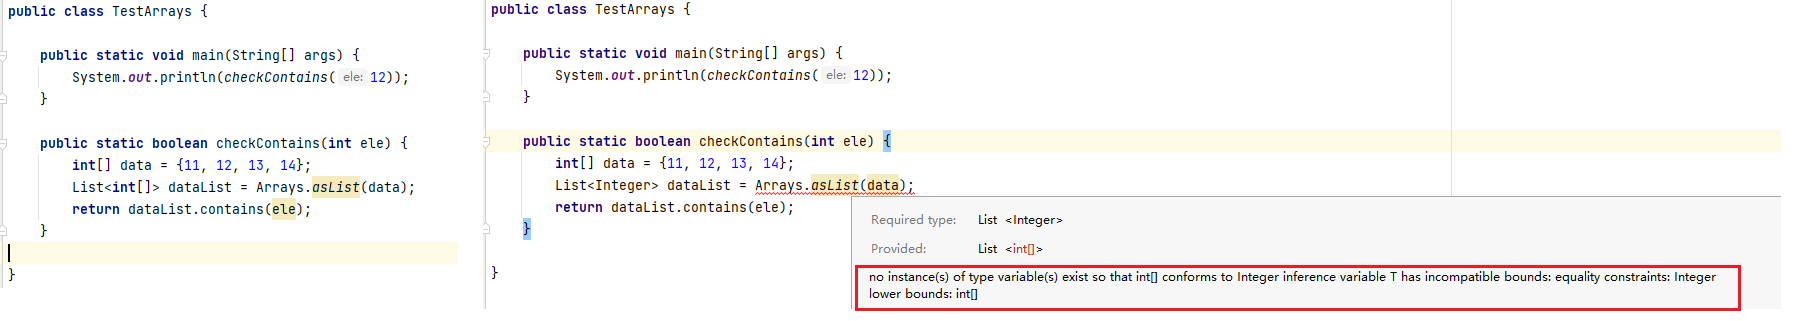 public class TestArrays {
public static void main(String[] args) {
System.out.println(checkContains( ele: 12));
}
public static boolean checkContains(int ele) {
int[] data = {11, 12, 13, 14};
List<int[]> dataList = Arrays.asList(data);
return dataList.contains(ele);
}
}
public class TestArrays {
public static void main(String[] args) {
System.out.println(checkContains( ele: 12));
}
public static boolean checkContains(int ele) {
int[] data = {11, 12, 13, 14};
List<Integer> dataList = Arrays.asList(data);
return dataList.contains(ele);
}
}
Required type: List <Integer>
Provided: List <int[]>
no instance(s) of type variable(s) exist so that int[] conforms to Integer inference variable T has incompatible bounds: equality constraints: Integer
lower bounds: int[]